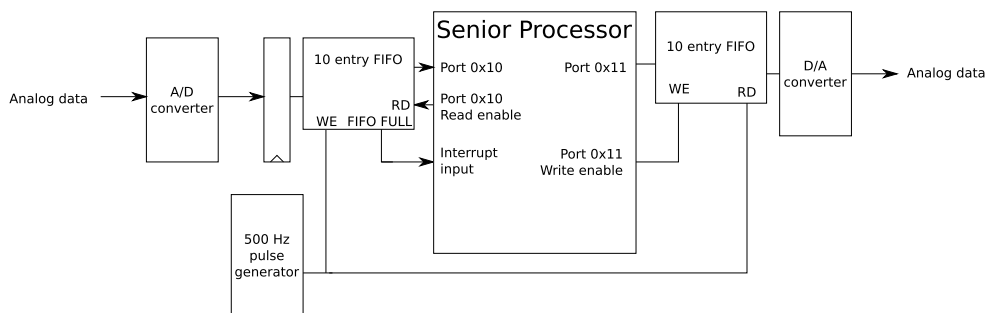 Senior Processor
Analog data
A/D
converter
10 entry FIFO
RD
WE FIFO FULL
Port 0x10
Port 0x10
Read enable
Interrupt
input
Port 0x11
Port 0x11
Write enable
10 entry FIFO
WE
RD
D/A
converter
Analog data
500 Hz
pulse
generator